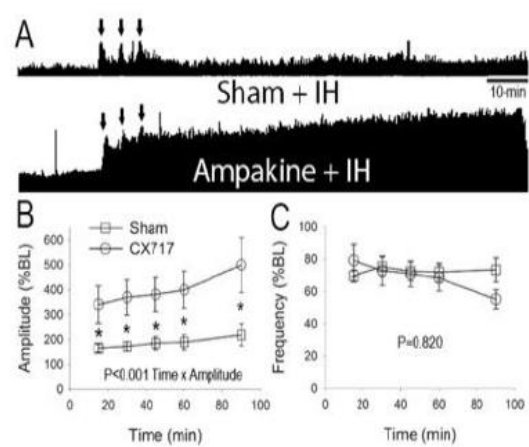 A
10-min
Sham + IH
Ampakine + IH
B
Sham
CX717
Amplitude (%BL)
600
500
400
300
200
100
0
* * * * *
P<0.001 Time x Amplitude
0 20 40 60 80 100
Time (min)
C
Frequency (%BL)
100
80
60
40
20
0
P=0.820
0 20 40 60 80 100
Time (min)